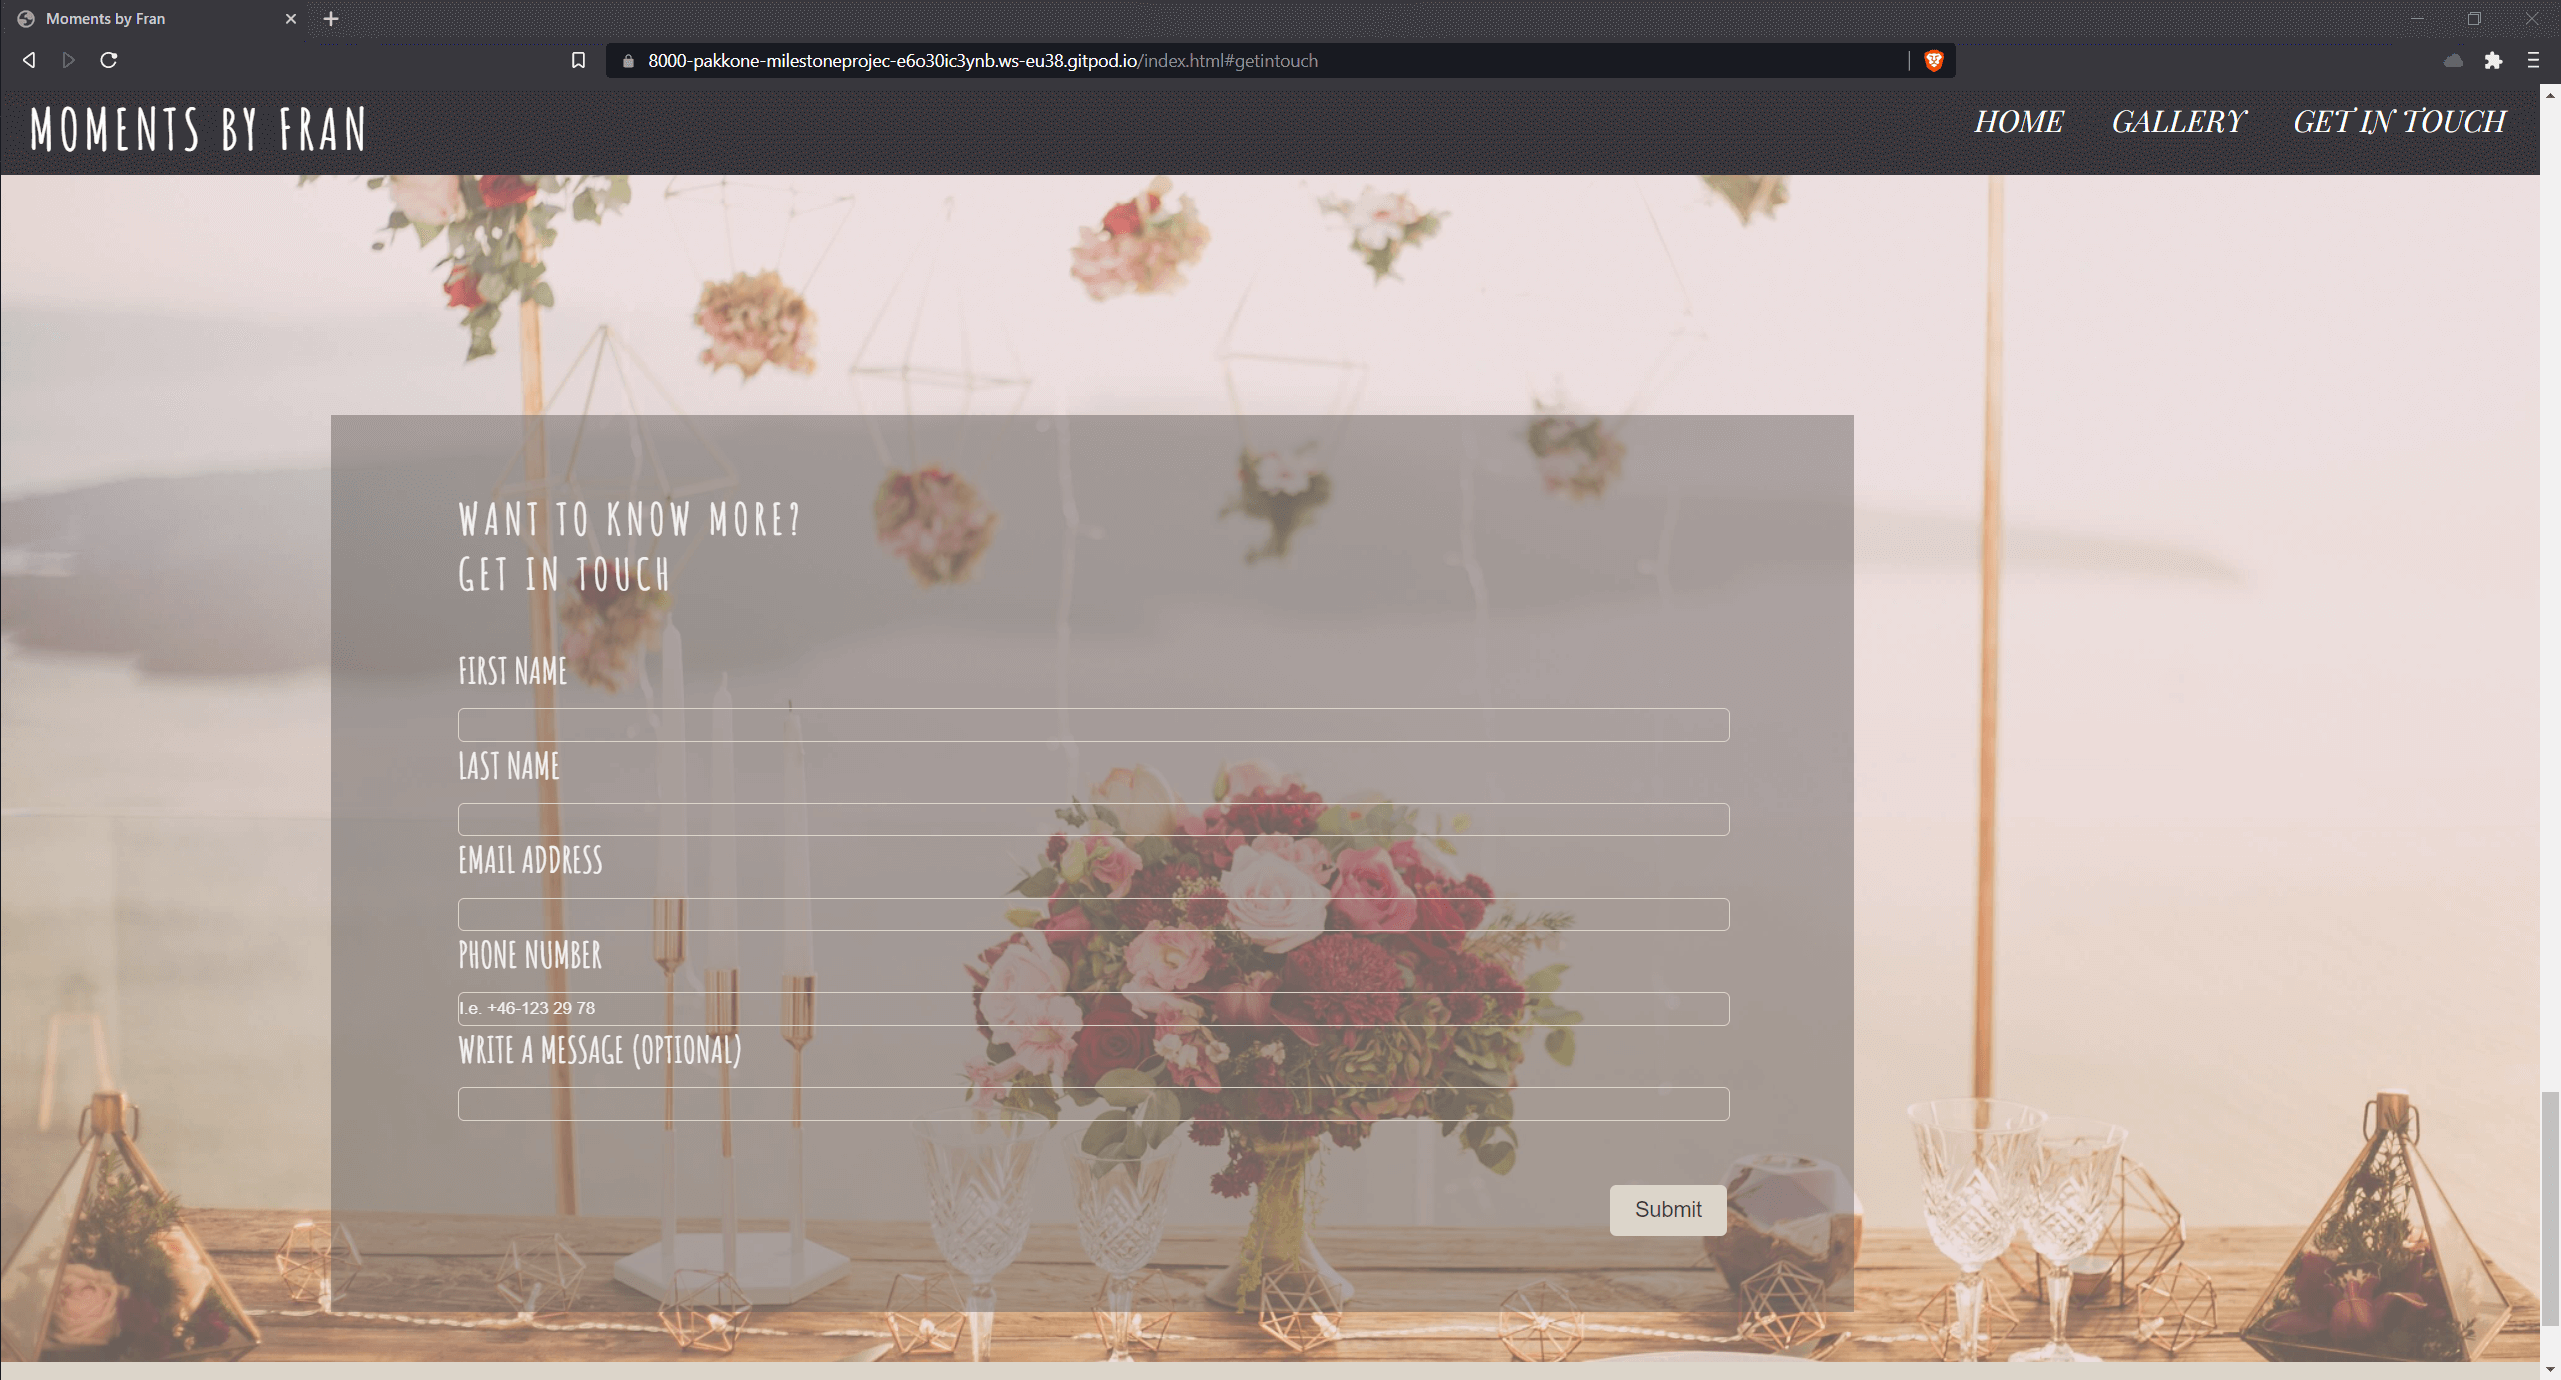 Moments by Fran
8000-pakkone-milestoneprojec-e6o30ic3ynb.ws-eu38.gitpod.io/index.html#getintouch
MOMENTS BY FRAN
HOME GALLERY GET IN TOUCH
WANT TO KNOW MORE?
GET IN TOUCH
FIRST NAME
LAST NAME
EMAIL ADDRESS
PHONE NUMBER
I.e. +46-123 29 78
WRITE A MESSAGE (OPTIONAL)
Submit